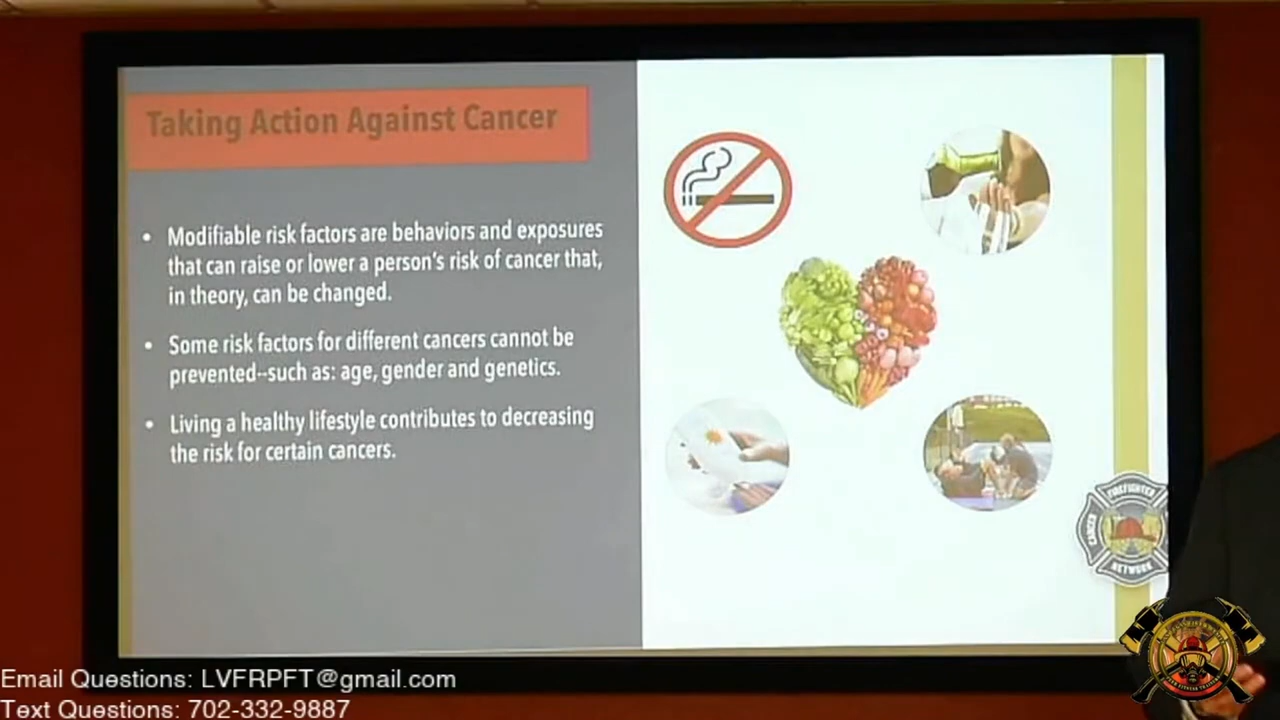 Taking Action Against Cancer
• Modifiable risk factors are behaviors and exposures
that can raise or lower a person's risk of cancer that,
in theory, can be changed.
• Some risk factors for different cancers cannot be
prevented--such as: age, gender and genetics.
• Living a healthy lifestyle contributes to decreasing
the risk for certain cancers.
FIREFIGHTER
CANCER
NETWORK
Email Questions: LVFRPFT@gmail.com
Text Questions: 702-332-9887